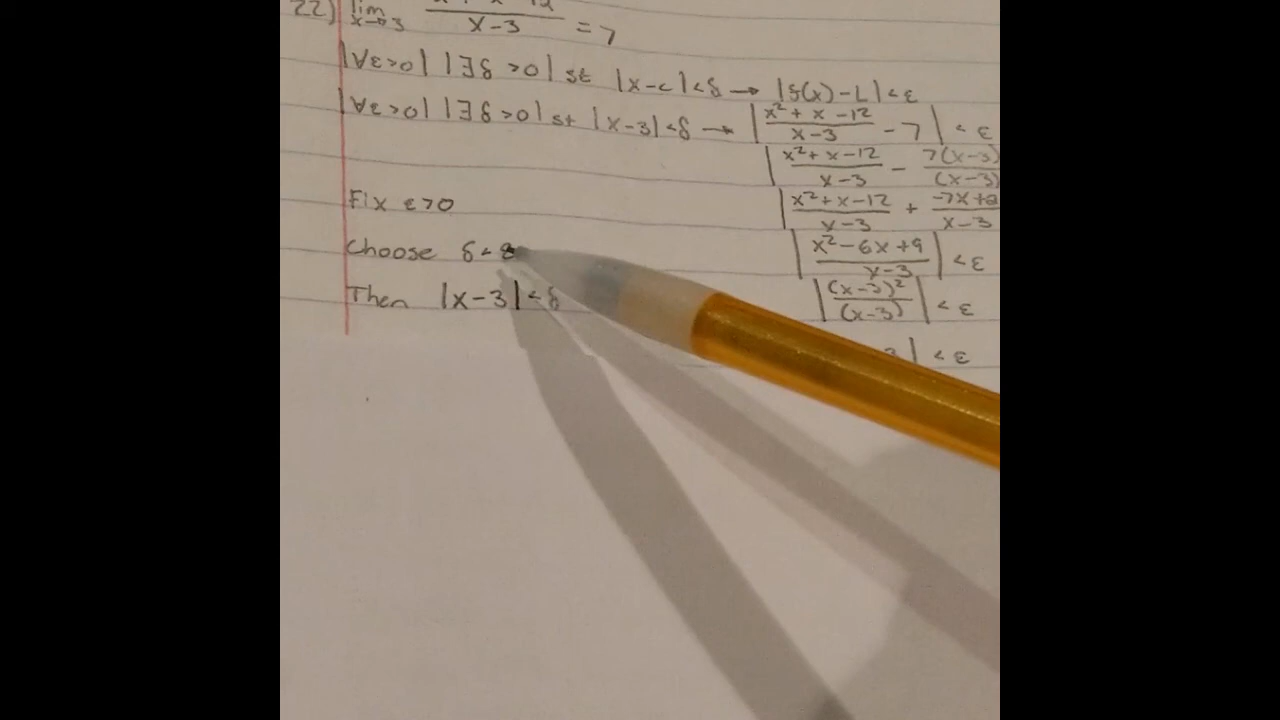 22) lim x→3 x-3 = 7
|∀ε>0| |∃δ>0| st |x-c|<δ → |f(x)-L|<ε
|∀ε>0| |∃δ>0| st |x-3|<δ → |x²+x-12 / x-3 - 7| < ε
|x²+x-12 / x-3 - 7(x-3) / (x-3)
Fix ε>0 |x²+x-12 / x-3 + -7x+ / x-3
Choose δ< |x²-6x+9 / x-3| <ε
Then |x-3|<δ |(x-3)² / (x-3)| <ε
| <ε